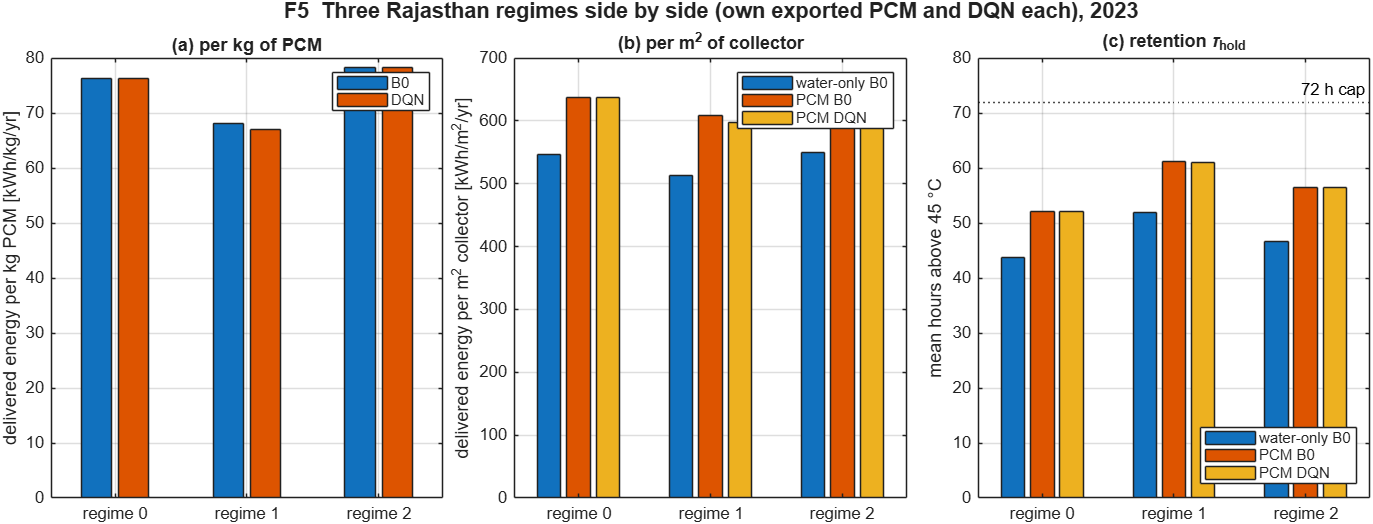 F5 Three Rajasthan regimes side by side (own exported PCM and DQN each), 2023
(a) per kg of PCM
delivered energy per kg PCM [kWh/kg/yr]
80
70
60
50
40
30
20
10
0
regime 0
regime 1
regime 2
B0
DQN
(b) per m² of collector
delivered energy per m² collector [kWh/m²/yr]
700
600
500
400
300
200
100
0
regime 0
regime 1
regime 2
water-only B0
PCM B0
PCM DQN
(c) retention τhold
mean hours above 45 °C
80
70
60
50
40
30
20
10
0
72 h cap
regime 0
regime 1
regime 2
water-only B0
PCM B0
PCM DQN